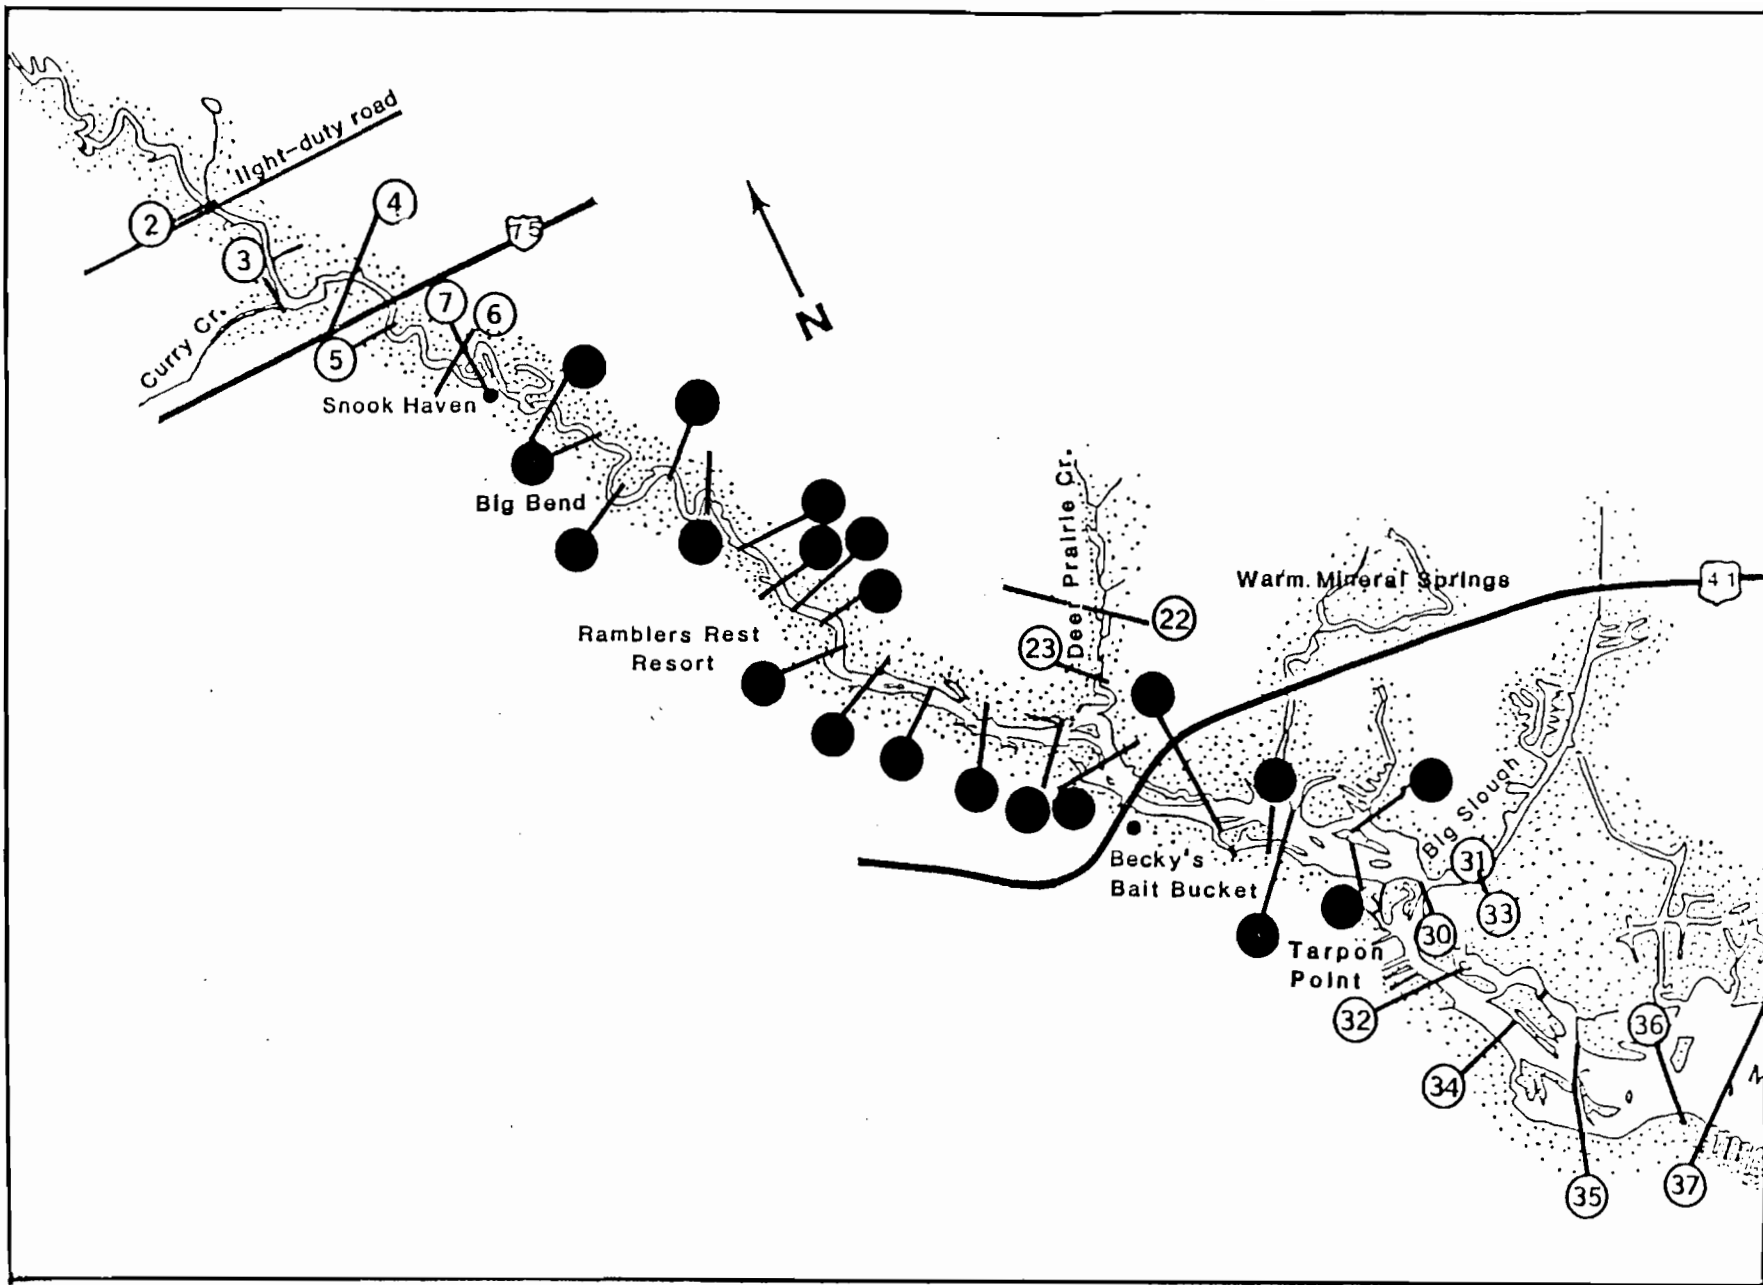 light-duty road
2
4
75
3
7
6
Curry Cr.
5
Snook Haven
Big Bend
N
Deer Prairie Cr.
Warm Mineral Springs
41
22
Ramblers Rest
Resort
23
Big Slough
Becky's
Bait Bucket
31
33
30
Tarpon
Point
32
36
34
M
35
37